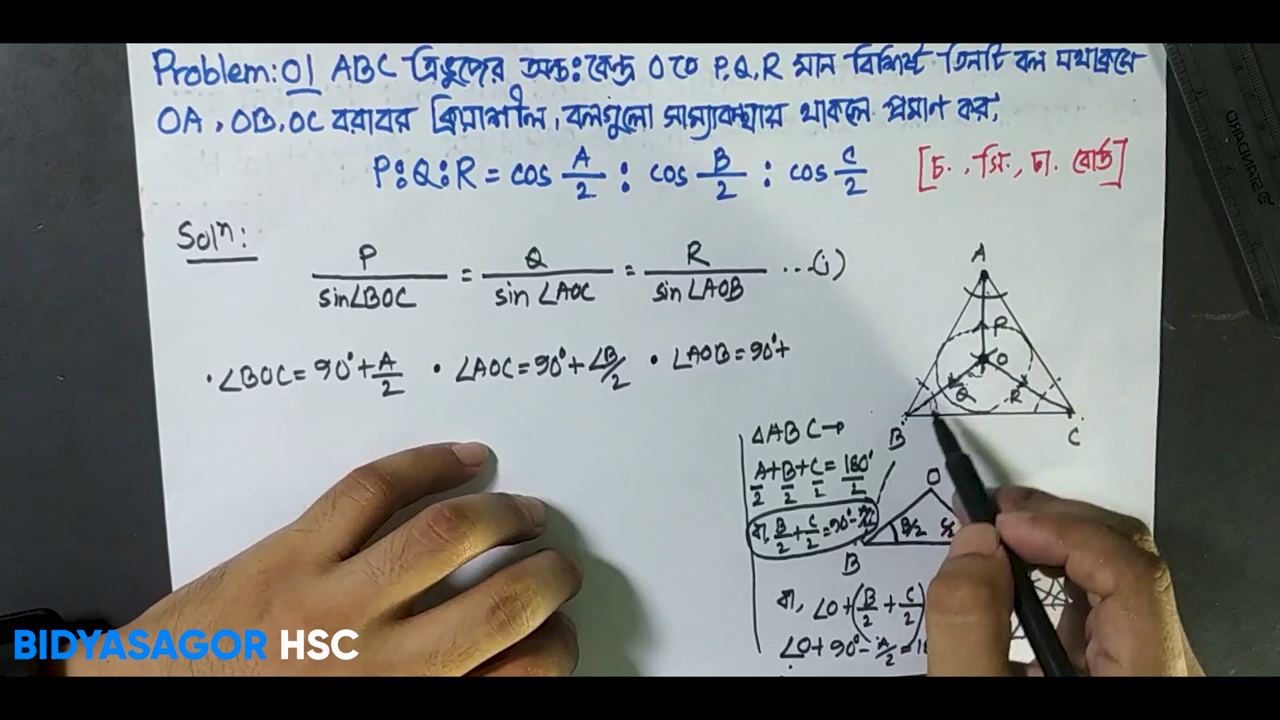 Problem: 01 ABC ত্রিভুজের অন্তঃকেন্দ্র O তে P,Q,R মান বিশিষ্ট তিনটি বল যথাক্রমে
OA, OB, OC বরাবর ক্রিয়াশীল, বলগুলো সাম্যাবস্থায় থাকলে প্রমাণ কর,
P:Q:R = cos A/2 : cos B/2 : cos C/2 [চ., সি., ঢা. বোর্ড]
Solⁿ:
P/sin∠BOC = Q/sin∠AOC = R/sin∠AOB ...(i)
• ∠BOC = 90° + A/2 • ∠AOC = 90° + ∠B/2 • ∠AOB = 90° +
A
P
O
Q
R
B
C
ΔABC→
A/2 + B/2 + C/2 = 180°/2
বা, B/2 + C/2 = 90° - A/2
O
B/2
B
বা, ∠O + (B/2 + C/2)
∠O + 90° - A/2 =
BIDYASAGOR HSC
STANDARD